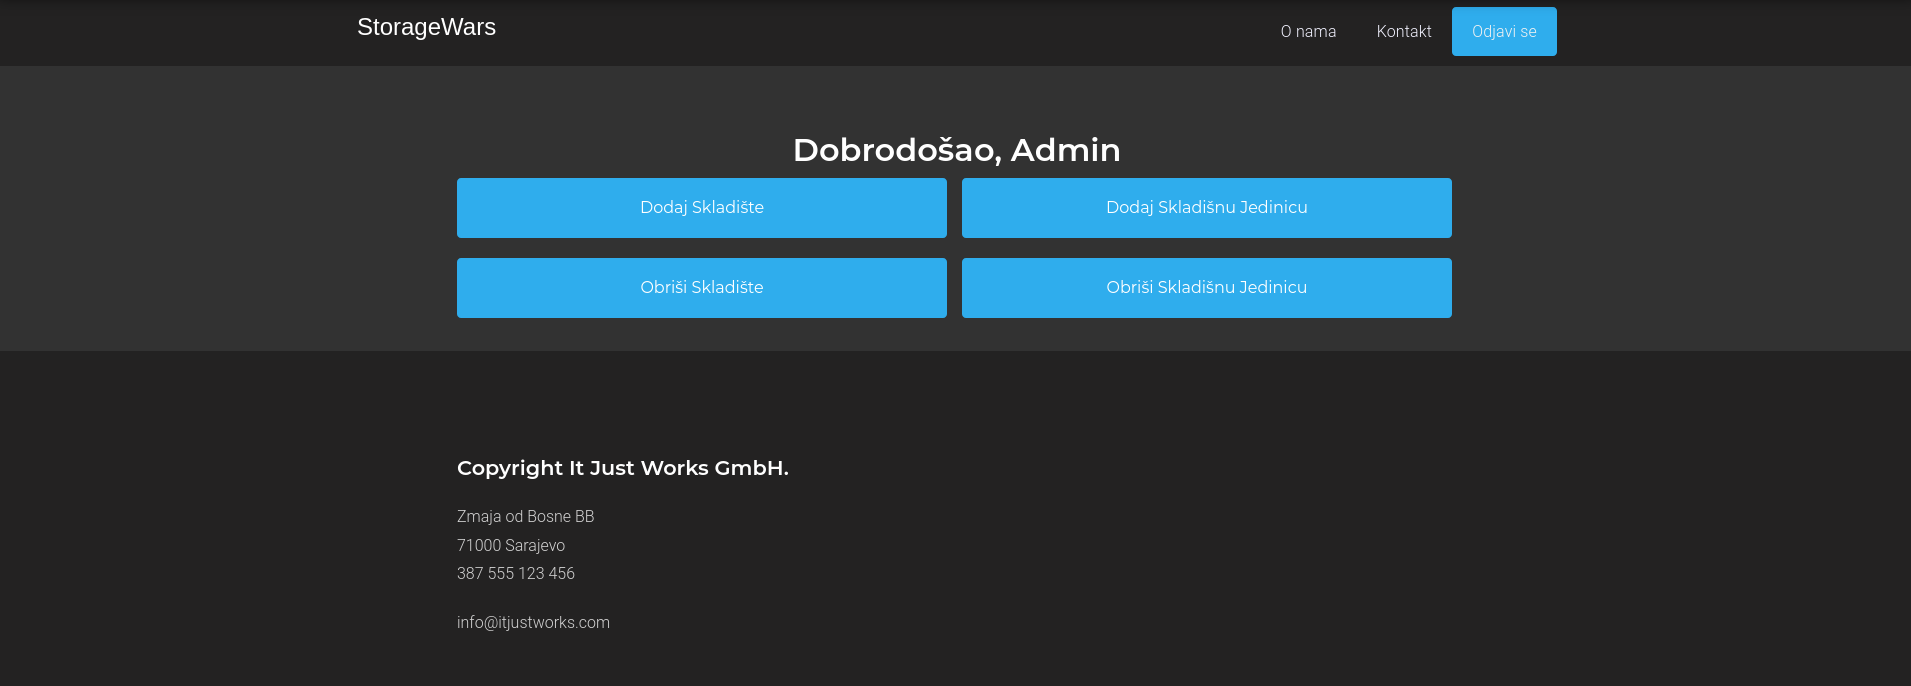 StorageWars
O nama Kontakt Odjavi se
Dobrodošao, Admin
Dodaj Skladište Dodaj Skladišnu Jedinicu
Obriši Skladište Obriši Skladišnu Jedinicu
Copyright It Just Works GmbH.
Zmaja od Bosne BB
71000 Sarajevo
387 555 123 456
info@itjustworks.com